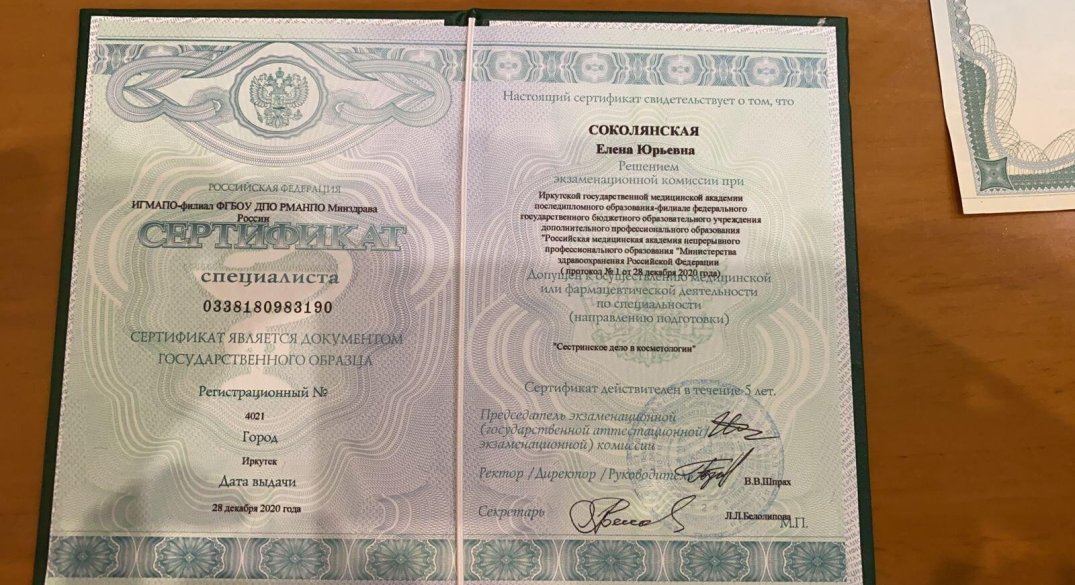 РОССИЙСКАЯ ФЕДЕРАЦИЯ
ИГМАПО-филиал ФГБОУ ДПО РМАНПО Минздрава
России
СЕРТИФИКАТ
специалиста
0338180983190
СЕРТИФИКАТ ЯВЛЯЕТСЯ ДОКУМЕНТОМ
ГОСУДАРСТВЕННОГО ОБРАЗЦА
Регистрационный №
4021
Город
Иркутск
Дата выдачи
28 декабря 2020 года
Настоящий сертификат свидетельствует о том, что
СОКОЛЯНСКАЯ
Елена Юрьевна
Решением
экзаменационной комиссии при
Иркутской государственной медицинской академии
последипломного образования-филиале федерального
государственного бюджетного образовательного учреждения
дополнительного профессионального образования
"Российская медицинская академия непрерывного
профессионального образования "Министерства
здравоохранения Российской Федерации
( протокол № 1 от 28 декабря 2020 года)
Допущен к осуществлению медицинской
или фармацевтической деятельности
по специальности
(направлению подготовки)
"Сестринское дело в косметологии"
Сертификат действителен в течение 5 лет.
Председатель экзаменационной
(государственной аттестационной/
экзаменационной) комиссии
Ректор /Директор /Руководитель
В.В.Шпрах
Секретарь
Л.Л.Белолипова
М.П.